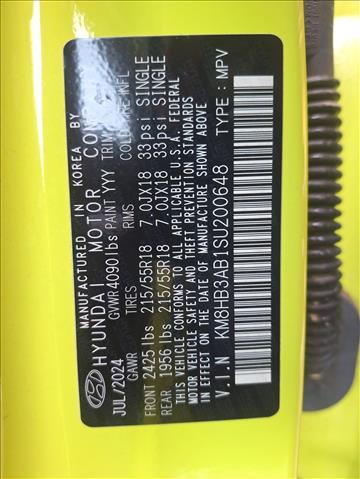 MANUFACTURED IN KOREA BY
HYUNDAI MOTOR CO
JUL/2024 GVWR 4090 lbs PAINT YYY TRIM
GAWR TIRES RIMS COLD TIRE INFL
FRONT 2425 lbs 215/55R18 7.0JX18 33psi SINGLE
REAR 1956 lbs 215/55R18 7.0JX18 33 psi SINGLE
THIS VEHICLE CONFORMS TO ALL APPLICABLE U.S.A. FEDERAL
MOTOR VEHICLE SAFETY AND THEFT PREVENTION STANDARDS
IN EFFECT ON THE DATE OF MANUFACTURE SHOWN ABOVE
V.I.N KM8HB3AB1SU200648 TYPE : MPV